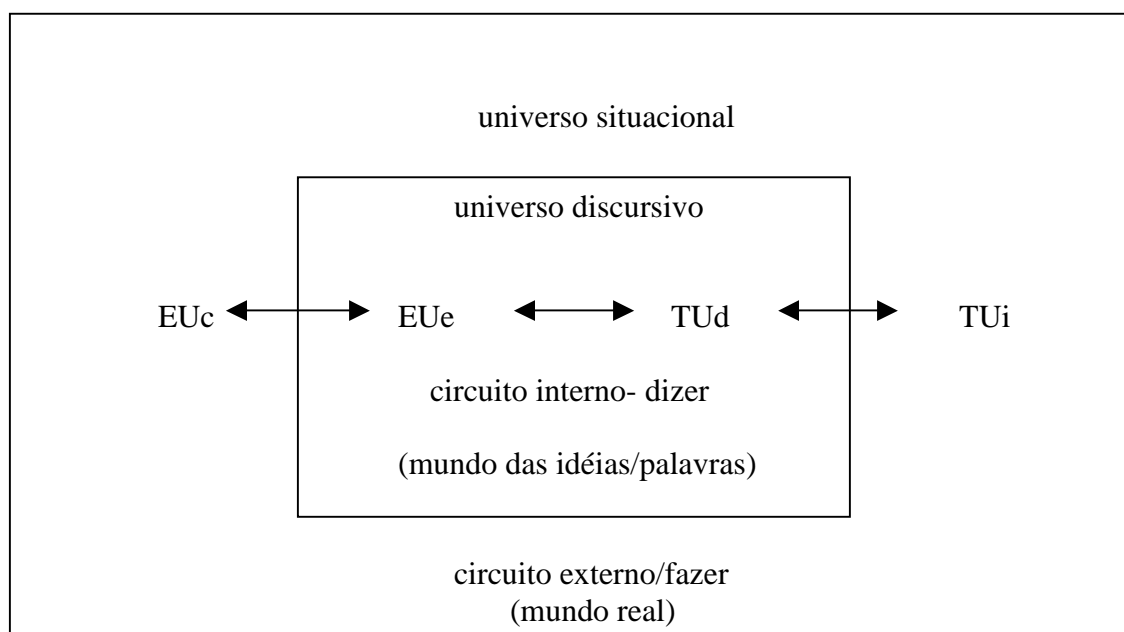 universo situacional
universo discursivo
EUc EUe TUd TUi
circuito interno- dizer
(mundo das idéias/palavras)
circuito externo/fazer
(mundo real)